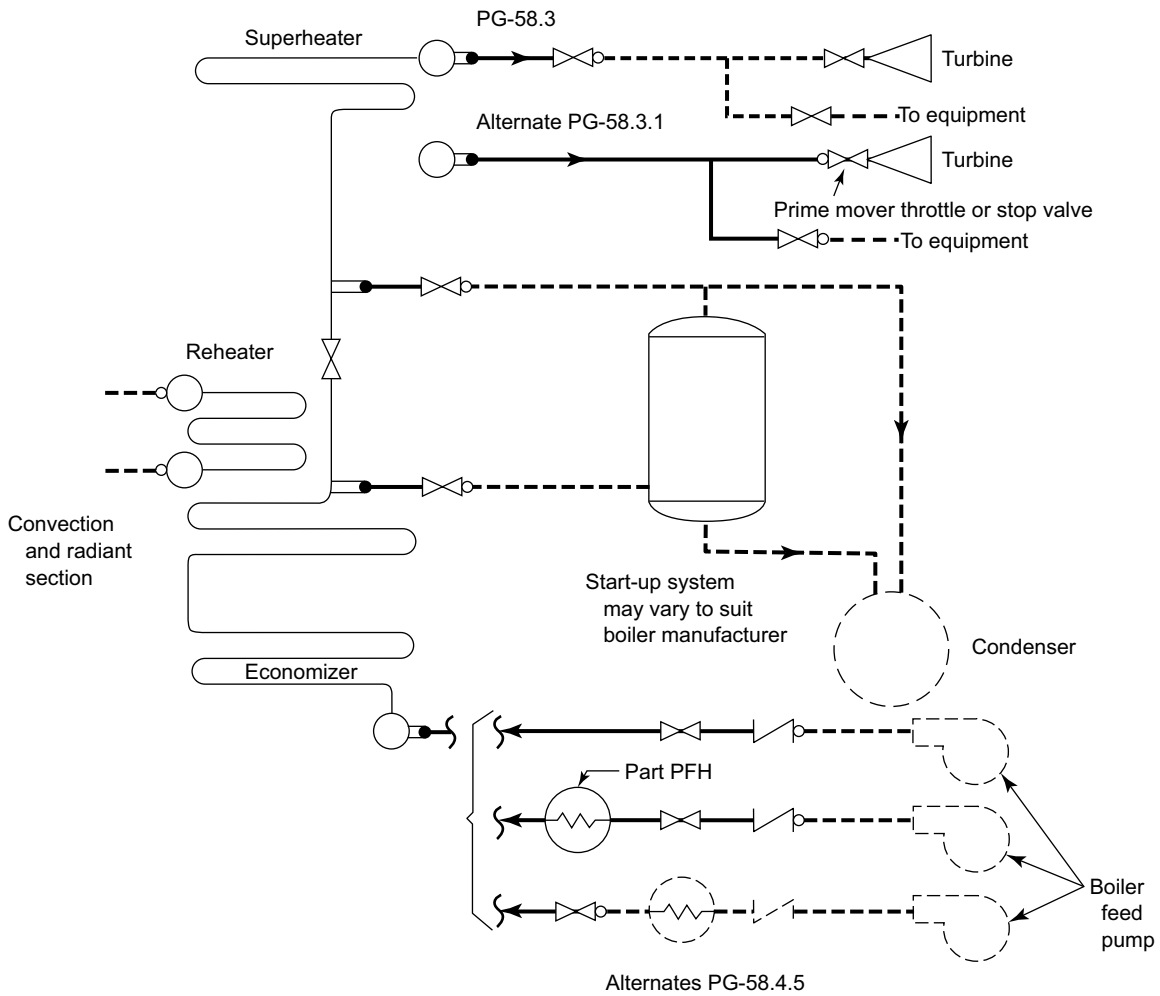 PG-58.3
Superheater
Turbine
To equipment
Alternate PG-58.3.1
Turbine
Prime mover throttle or stop valve
To equipment
Reheater
Convection
and radiant
section
Start-up system
may vary to suit
boiler manufacturer
Condenser
Economizer
Part PFH
Boiler
feed
pump
Alternates PG-58.4.5